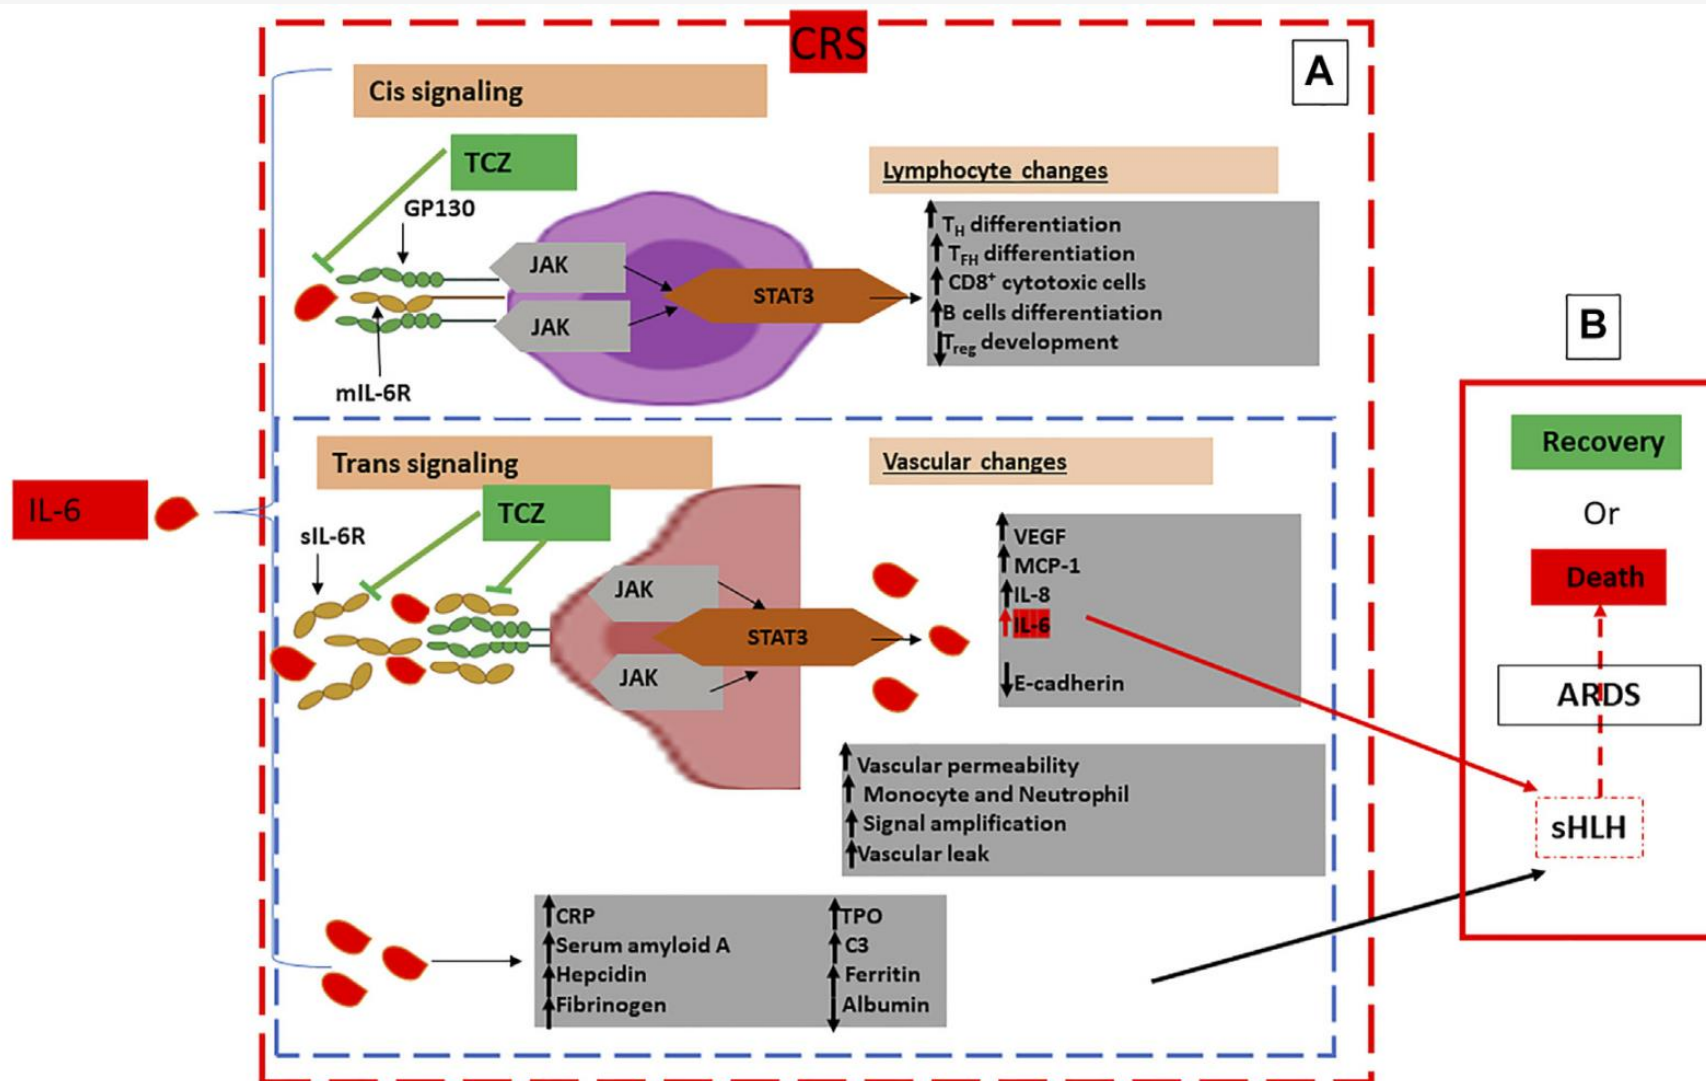 CRS
A
Cis signaling
TCZ
GP130
JAK
JAK
STAT3
mIL-6R
Lymphocyte changes
TH differentiation
TFH differentiation
CD8+ cytotoxic cells
B cells differentiation
Treg development
B
Recovery
Or
Death
ARDS
sHLH
IL-6
Trans signaling
TCZ
sIL-6R
JAK
STAT3
JAK
Vascular changes
VEGF
MCP-1
IL-8
IL-6
E-cadherin
Vascular permeability
Monocyte and Neutrophil
Signal amplification
Vascular leak
CRP
Serum amyloid A
Hepcidin
Fibrinogen
TPO
C3
Ferritin
Albumin